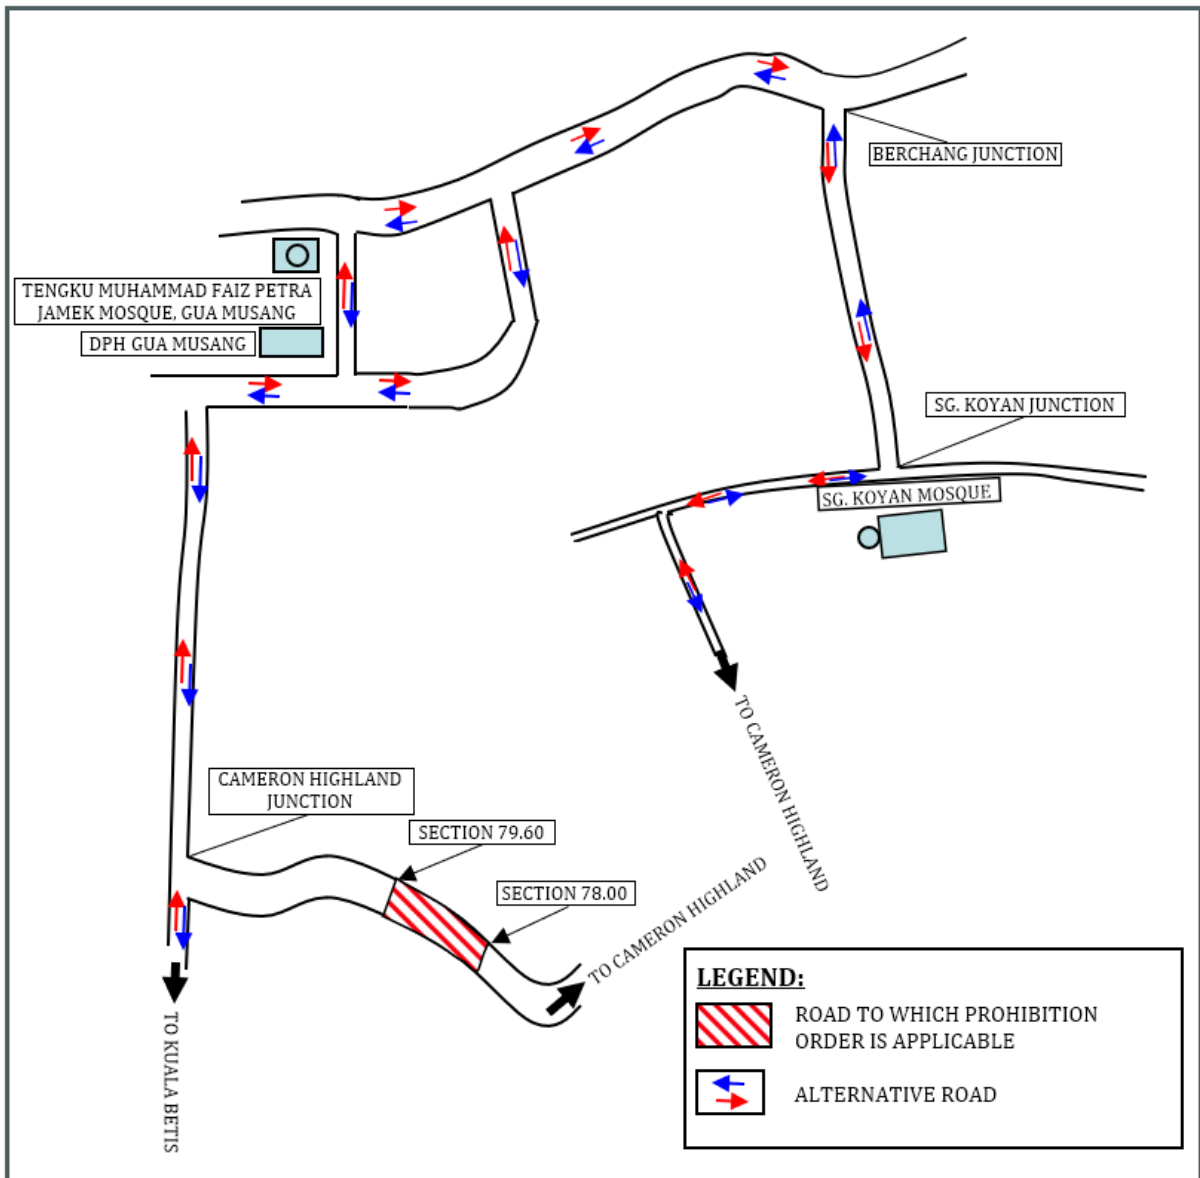 BERCHANG JUNCTION
TENGKU MUHAMMAD FAIZ PETRA
JAMEK MOSQUE, GUA MUSANG
DPH GUA MUSANG
SG. KOYAN JUNCTION
SG. KOYAN MOSQUE
TO CAMERON HIGHLAND
CAMERON HIGHLAND
JUNCTION
SECTION 79.60
SECTION 78.00
TO CAMERON HIGHLAND
TO KUALA BETIS
LEGEND:
ROAD TO WHICH PROHIBITION
ORDER IS APPLICABLE
ALTERNATIVE ROAD